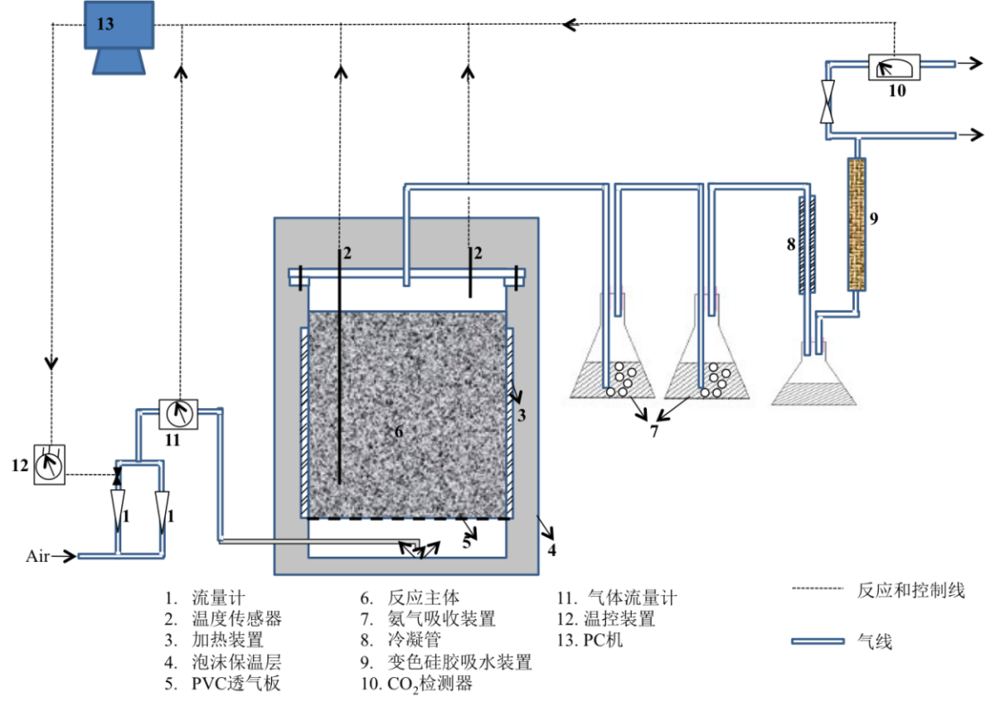 13
10
9
2
2
8
3
7
6
11
12
1
1
5
4
Air
1. 流量计
2. 温度传感器
3. 加热装置
4. 泡沫保温层
5. PVC透气板
6. 反应主体
7. 氨气吸收装置
8. 冷凝管
9. 变色硅胶吸水装置
10. CO₂检测器
11. 气体流量计
12. 温控装置
13. PC机
反应和控制线
气线